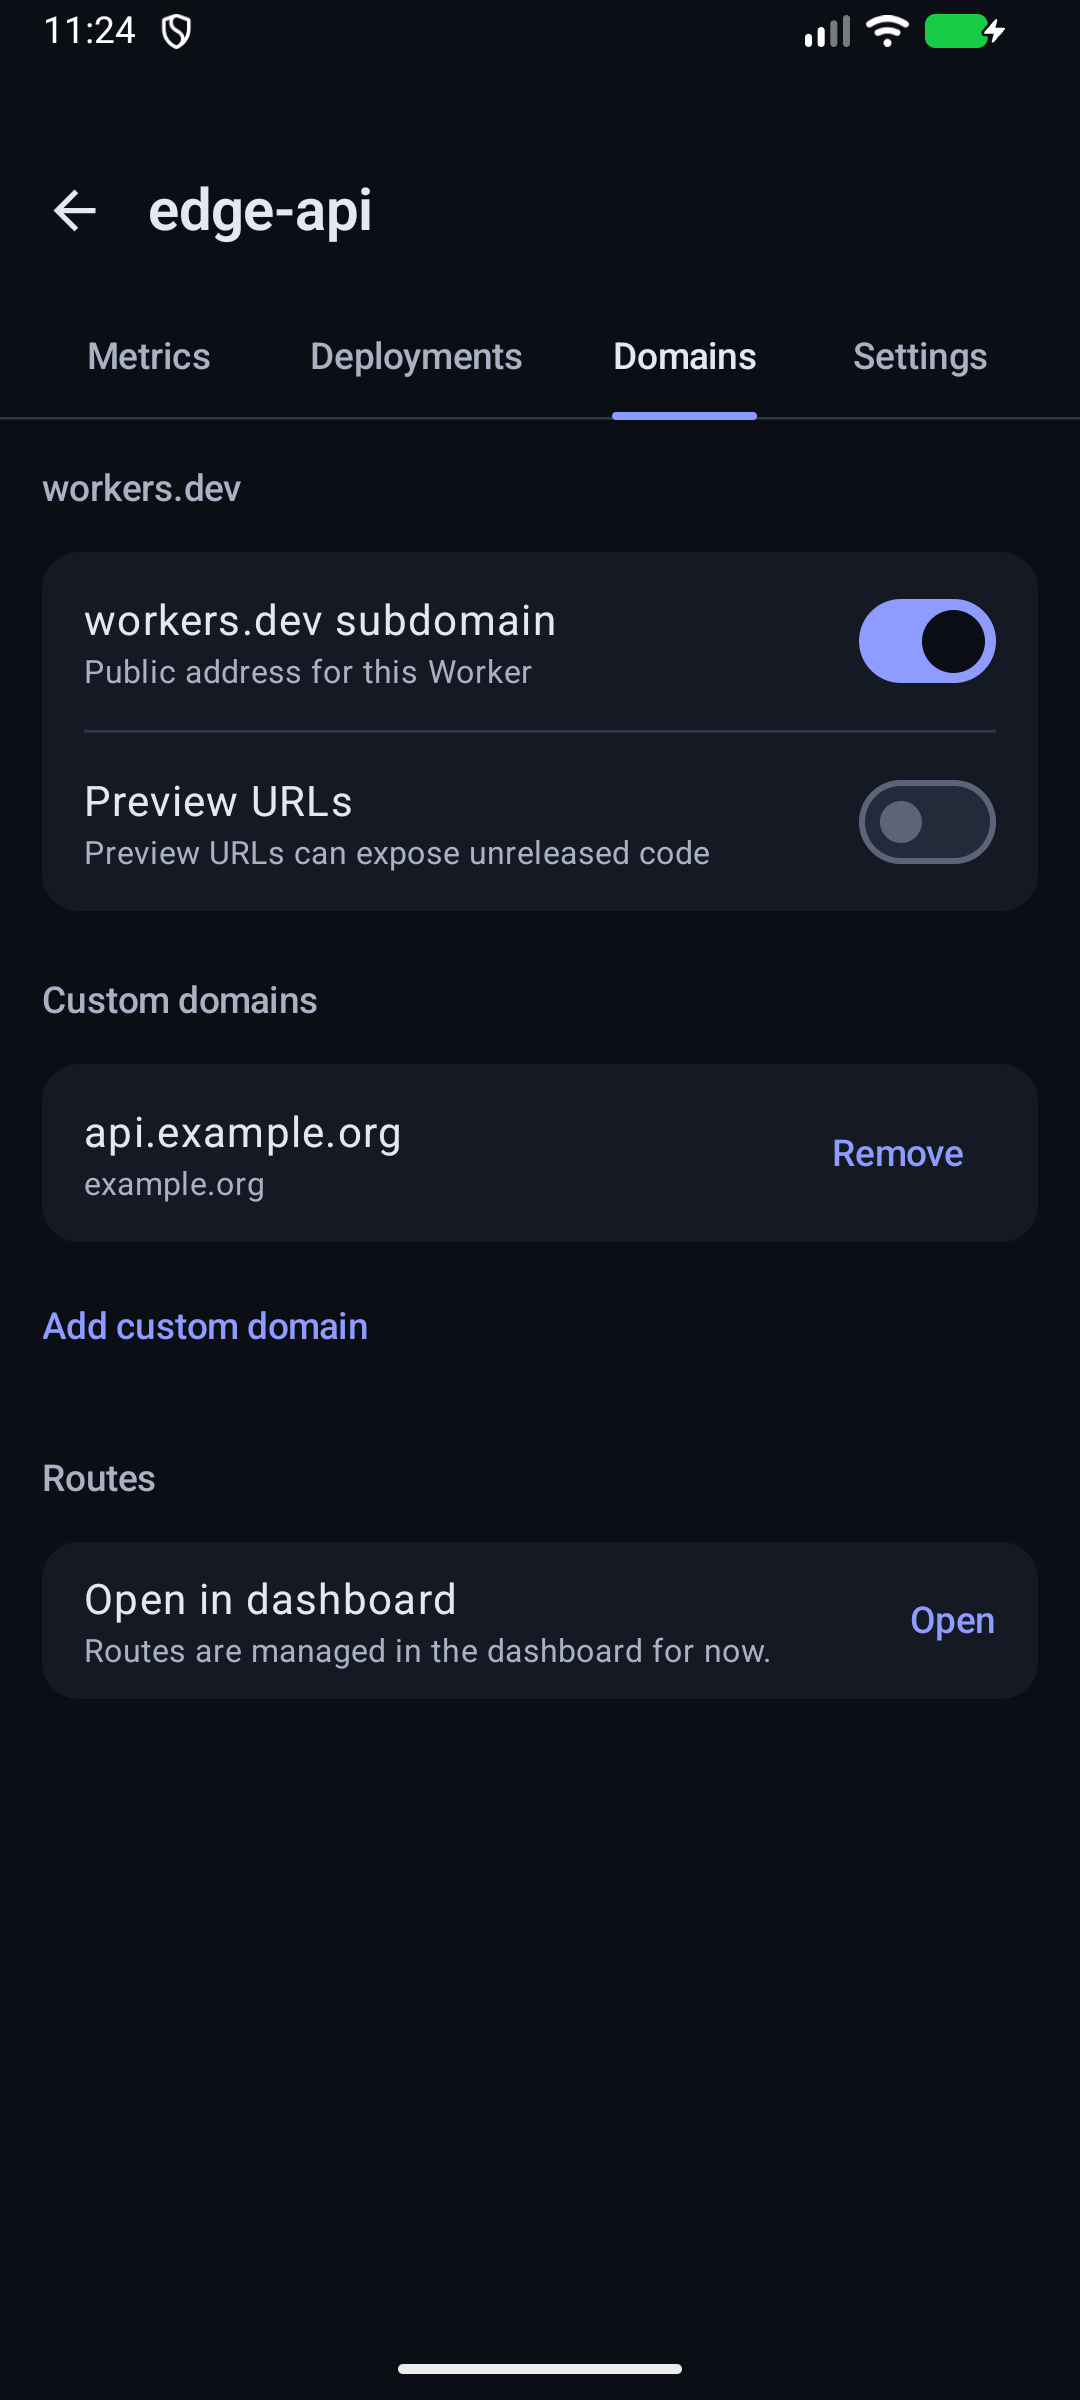 11:24
edge-api
Metrics
Deployments
Domains
Settings
workers.dev
workers.dev subdomain
Public address for this Worker
Preview URLs
Preview URLs can expose unreleased code
Custom domains
api.example.org
example.org
Remove
Add custom domain
Routes
Open in dashboard
Routes are managed in the dashboard for now.
Open